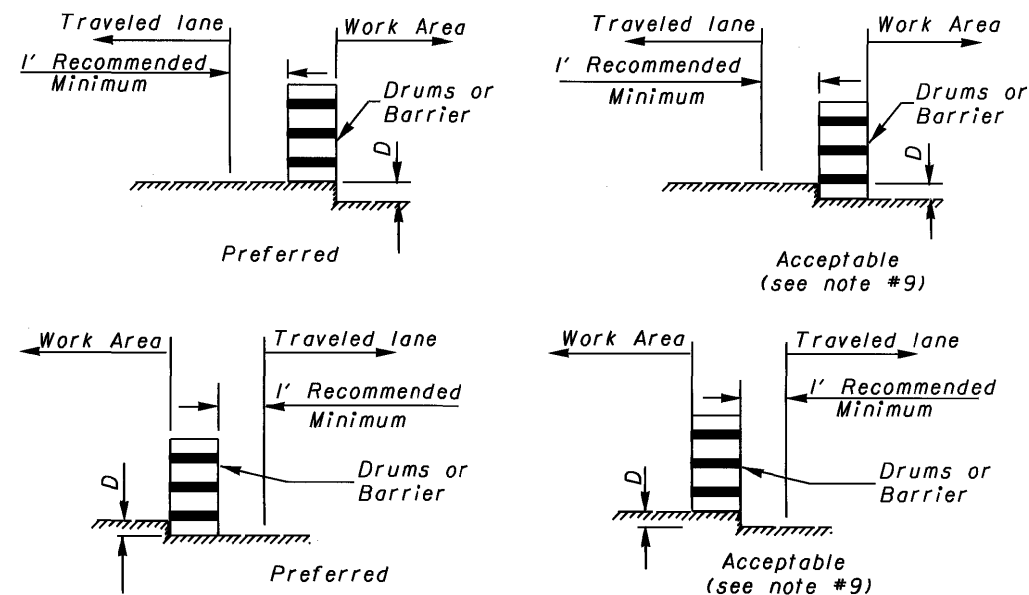 Traveled lane
Work Area
1' Recommended
Minimum
Drums or
Barrier
D
Preferred
Traveled lane
Work Area
1' Recommended
Minimum
Drums or
Barrier
D
Acceptable
(see note #9)
Work Area
Traveled lane
1' Recommended
Minimum
Drums or
Barrier
D
Preferred
Work Area
Traveled lane
1' Recommended
Minimum
Drums or
Barrier
D
Acceptable
(see note #9)